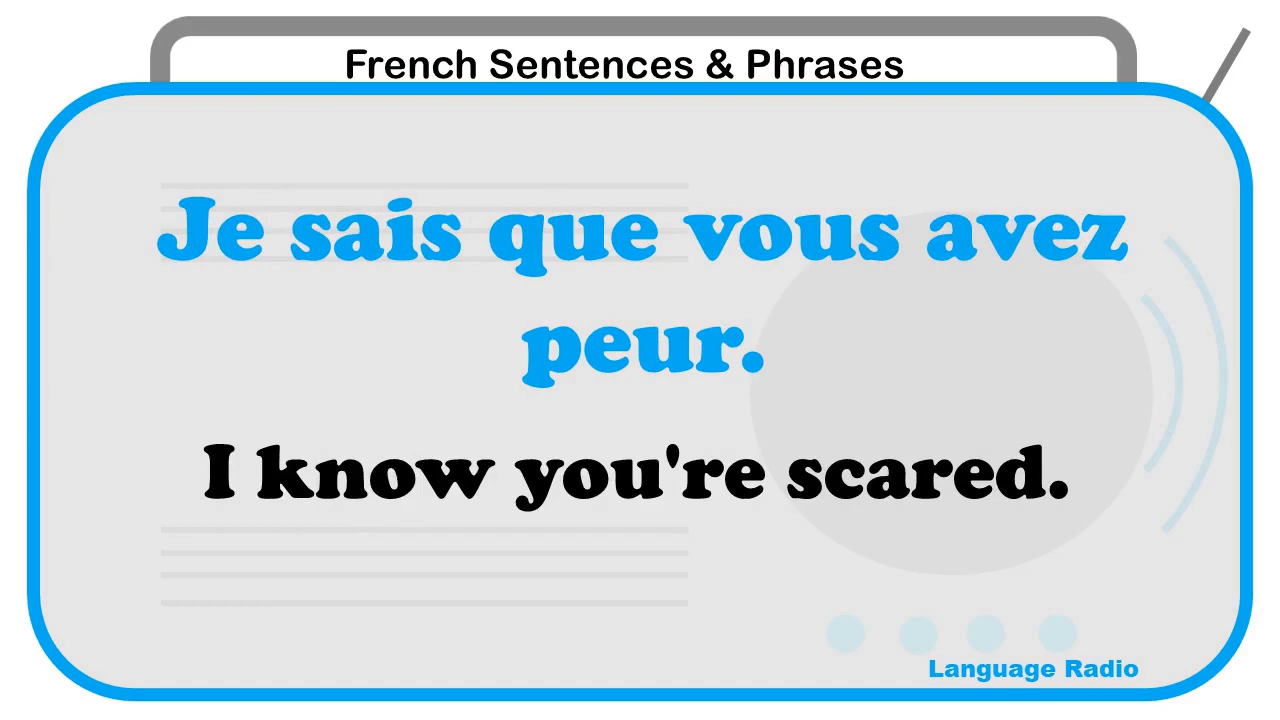 French Sentences & Phrases
Je sais que vous avez
peur.
I know you're scared.
Language Radio